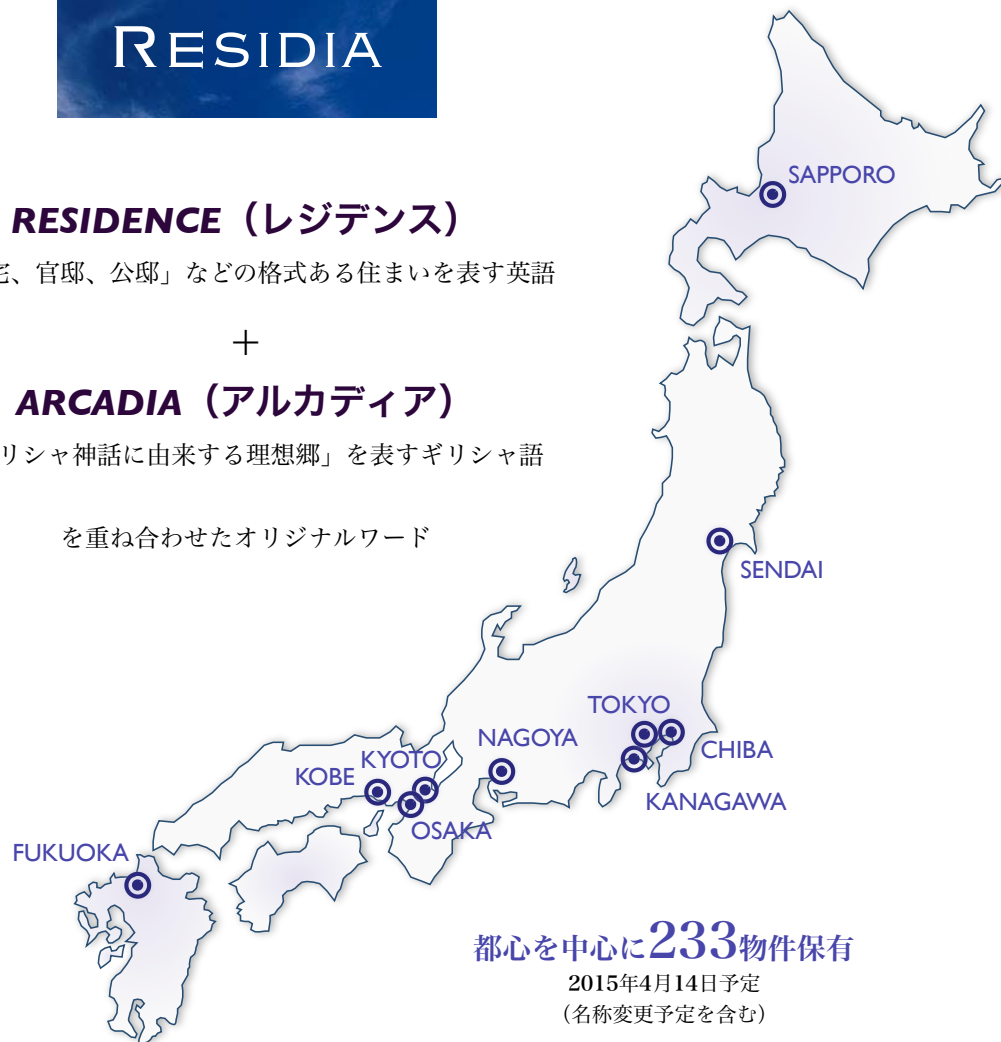 RESIDIA
RESIDENCE（レジデンス）
、官邸、公邸」などの格式ある住まいを表す英語
＋
ARCADIA（アルカディア）
リシャ神話に由来する理想郷」を表すギリシャ語
を重ね合わせたオリジナルワード
SAPPORO
SENDAI
TOKYO
CHIBA
KANAGAWA
NAGOYA
KYOTO
KOBE
OSAKA
FUKUOKA
都心を中心に233物件保有
2015年4月14日予定
（名称変更予定を含む）